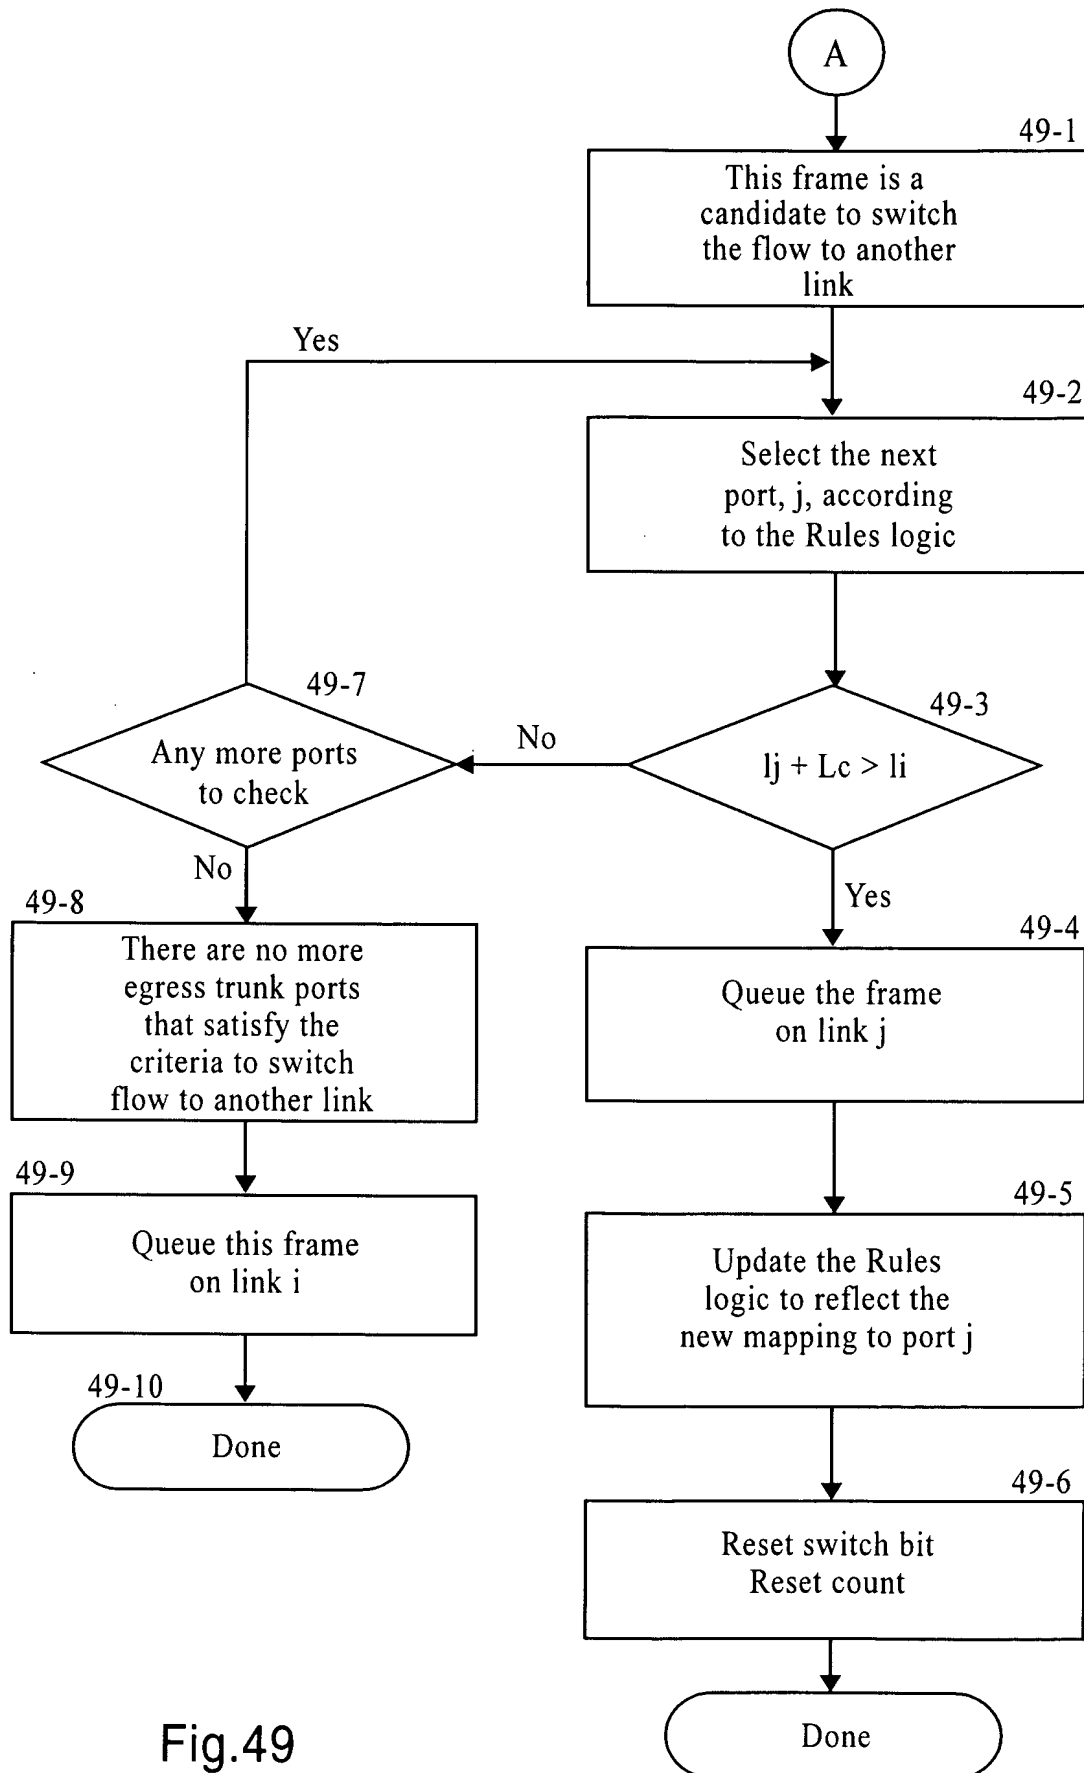 A
49-1
This frame is a
candidate to switch
the flow to another
link
Yes
49-2
Select the next
port, j, according
to the Rules logic
49-7
Any more ports
to check
No
49-3
lj + Lc > li
No
Yes
49-8
There are no more
egress trunk ports
that satisfy the
criteria to switch
flow to another link
49-4
Queue the frame
on link j
49-9
Queue this frame
on link i
49-5
Update the Rules
logic to reflect the
new mapping to port j
49-10
Done
49-6
Reset switch bit
Reset count
Done
Fig.49